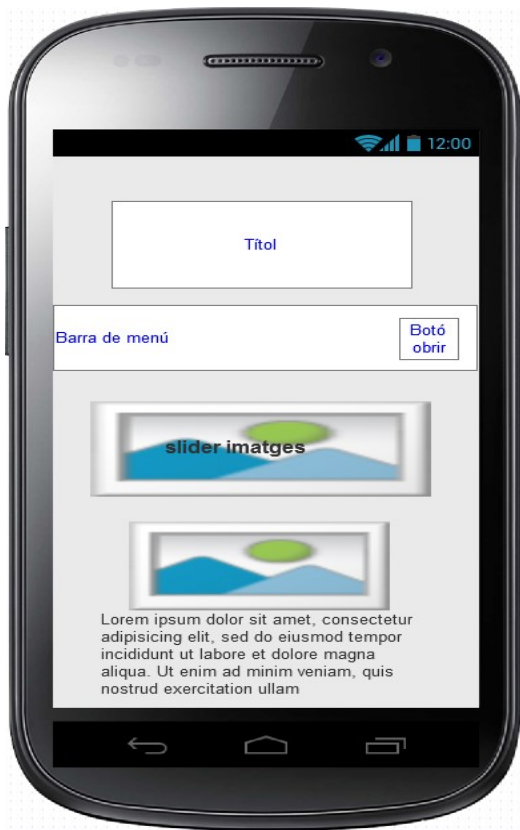 12:00
Títol
Barra de menú
Botó
obrir
slider imatges
Lorem ipsum dolor sit amet, consectetur
adipisicing elit, sed do eiusmod tempor
incididunt ut labore et dolore magna
aliqua. Ut enim ad minim veniam, quis
nostrud exercitation ullam